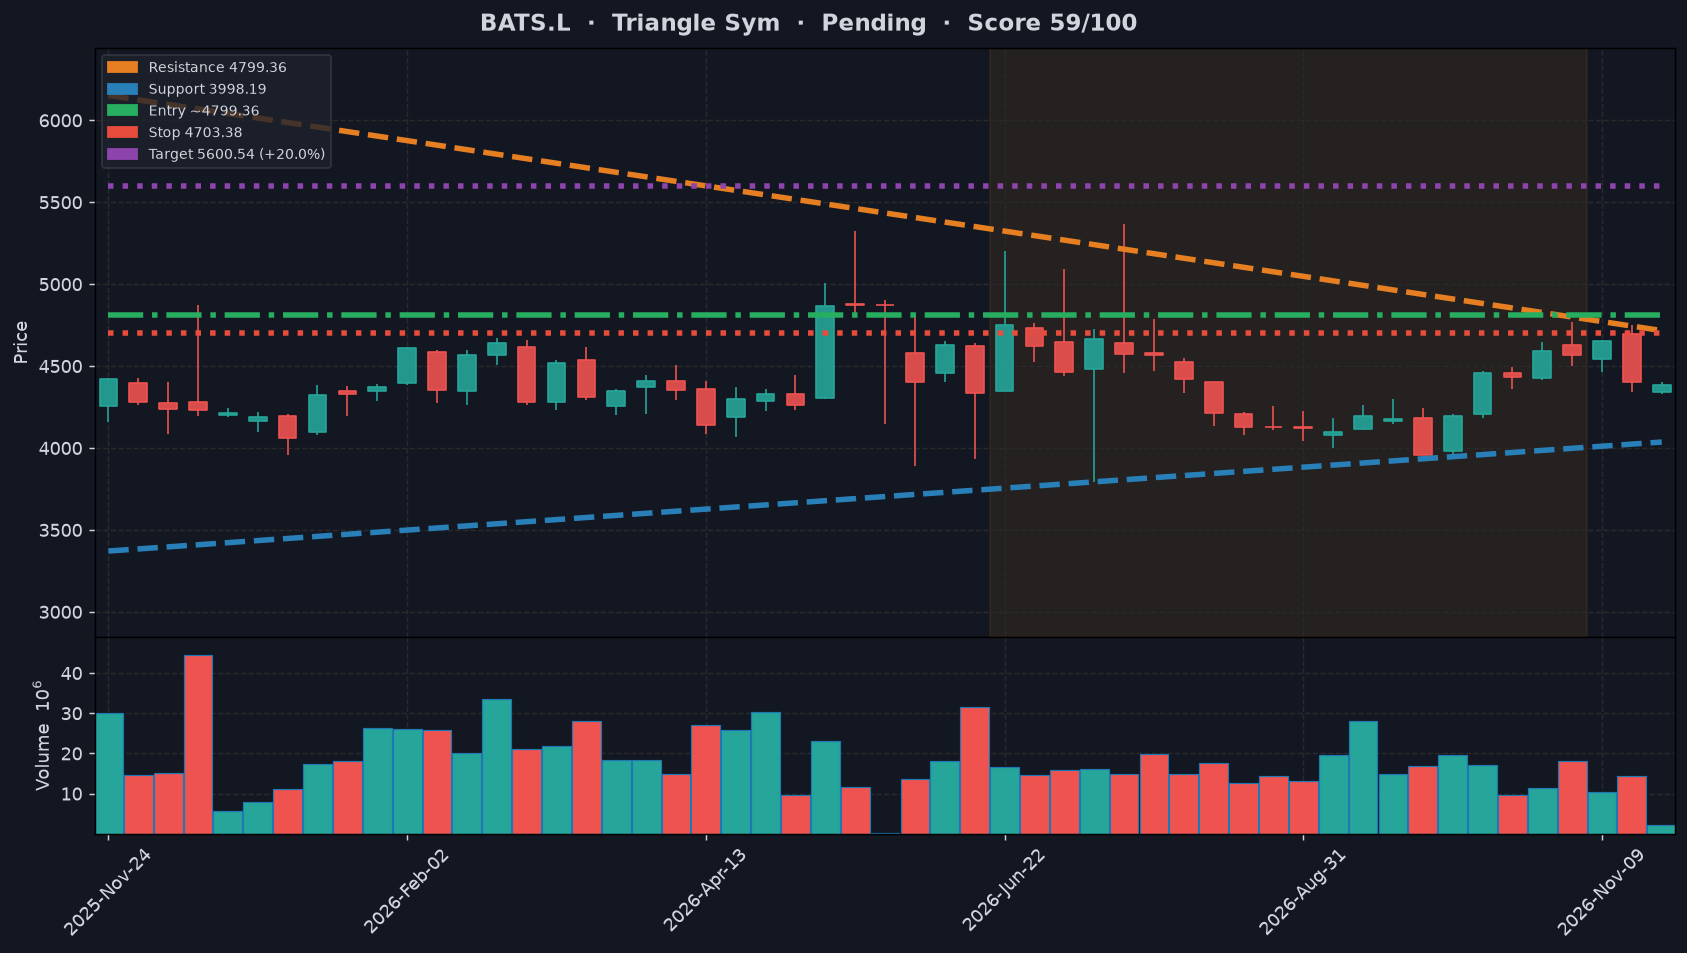 BATS.L · Triangle Sym · Pending · Score 59/100
Resistance 4799.36
Support 3998.19
Entry ~4799.36
Stop 4703.38
Target 5600.54 (+20.0%)
Price
6000
5500
5000
4500
4000
3500
3000
Volume 10⁶
40
30
20
10
2025-Nov-24
2026-Feb-02
2026-Apr-13
2026-Jun-22
2026-Aug-31
2026-Nov-09